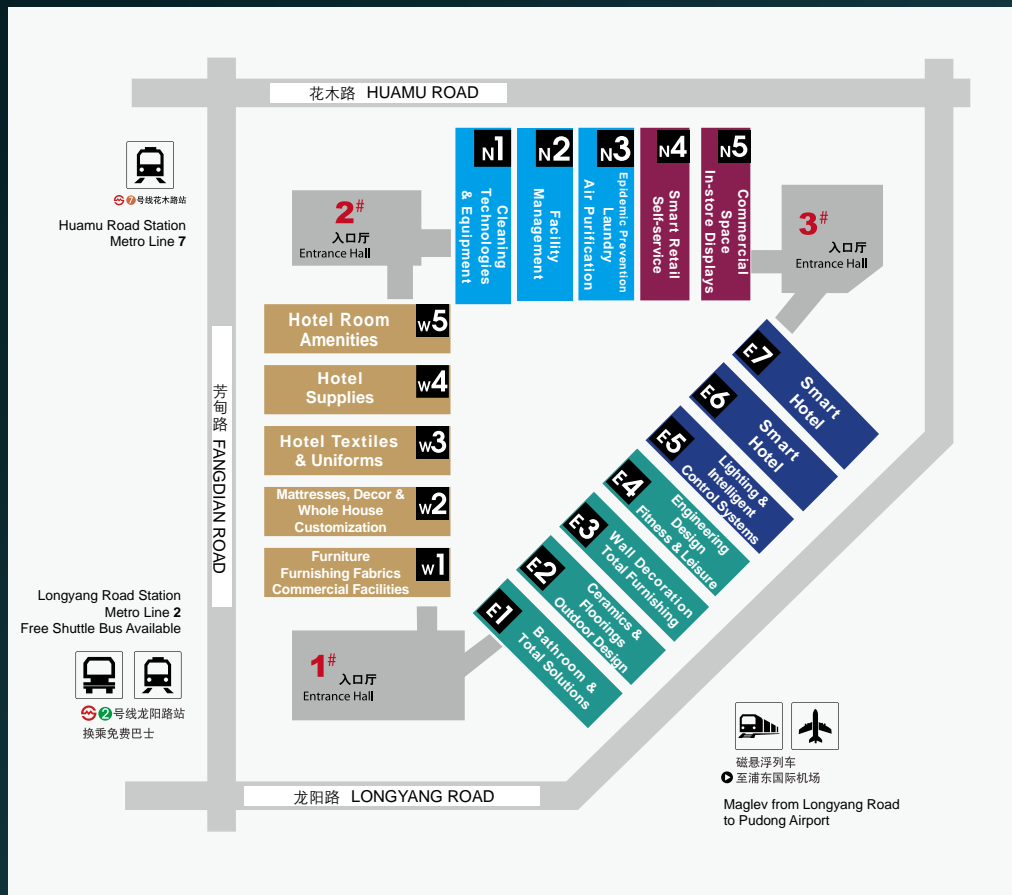 花木路 HUAMU ROAD
7号线花木路站
Huamu Road Station
Metro Line 7
2#
入口厅
Entrance Hall
N1
Cleaning
Technologies
& Equipment
N2
Facility
Management
N3
Epidemic Prevention
Laundry
Air Purification
N4
Smart Retail
Self-service
N5
Commercial
Space
In-store Displays
3#
入口厅
Entrance Hall
Hotel Room
Amenities
W5
Hotel
Supplies
W4
Hotel Textiles
& Uniforms
W3
Mattresses, Decor &
Whole House
Customization
W2
Furniture
Furnishing Fabrics
Commercial Facilities
W1
芳甸路 FANGDIAN ROAD
E7
Smart
Hotel
E6
Smart
Hotel
E5
Lighting &
Intelligent
Control Systems
E4
Engineering
Design
Fitness & Leisure
E3
Wall Decoration
Total Furnishing
E2
Ceramics &
Floorings
Outdoor Design
E1
Bathroom &
Total Solutions
Longyang Road Station
Metro Line 2
Free Shuttle Bus Available
2号线龙阳路站
换乘免费巴士
1#
入口厅
Entrance Hall
磁悬浮列车
至浦东国际机场
Maglev from Longyang Road
to Pudong Airport
龙阳路 LONGYANG ROAD